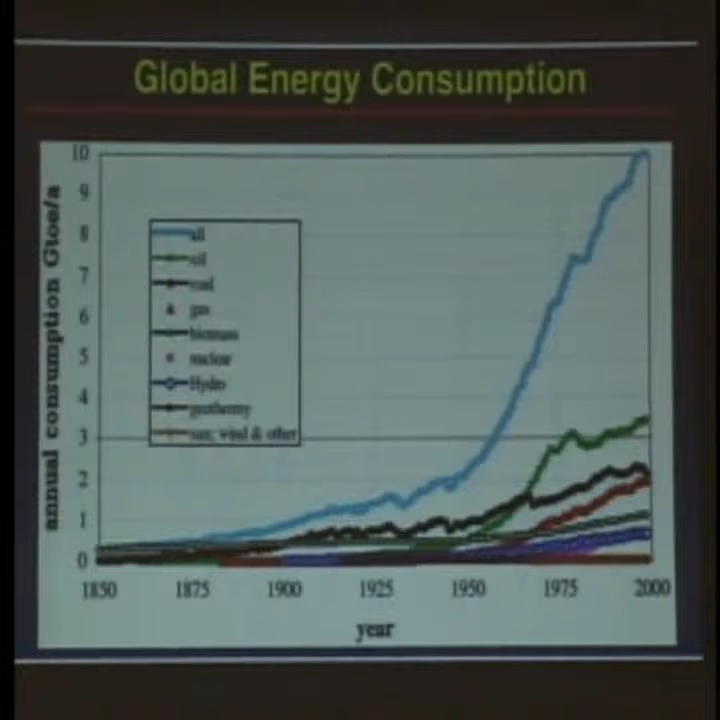 Global Energy Consumption
annual consumption Gtoe/a
10
9
8
7
6
5
4
3
2
1
0
all
oil
coal
gas
biomass
nuclear
Hydro
geothermy
sun, wind & other
1850 1875 1900 1925 1950 1975 2000
year